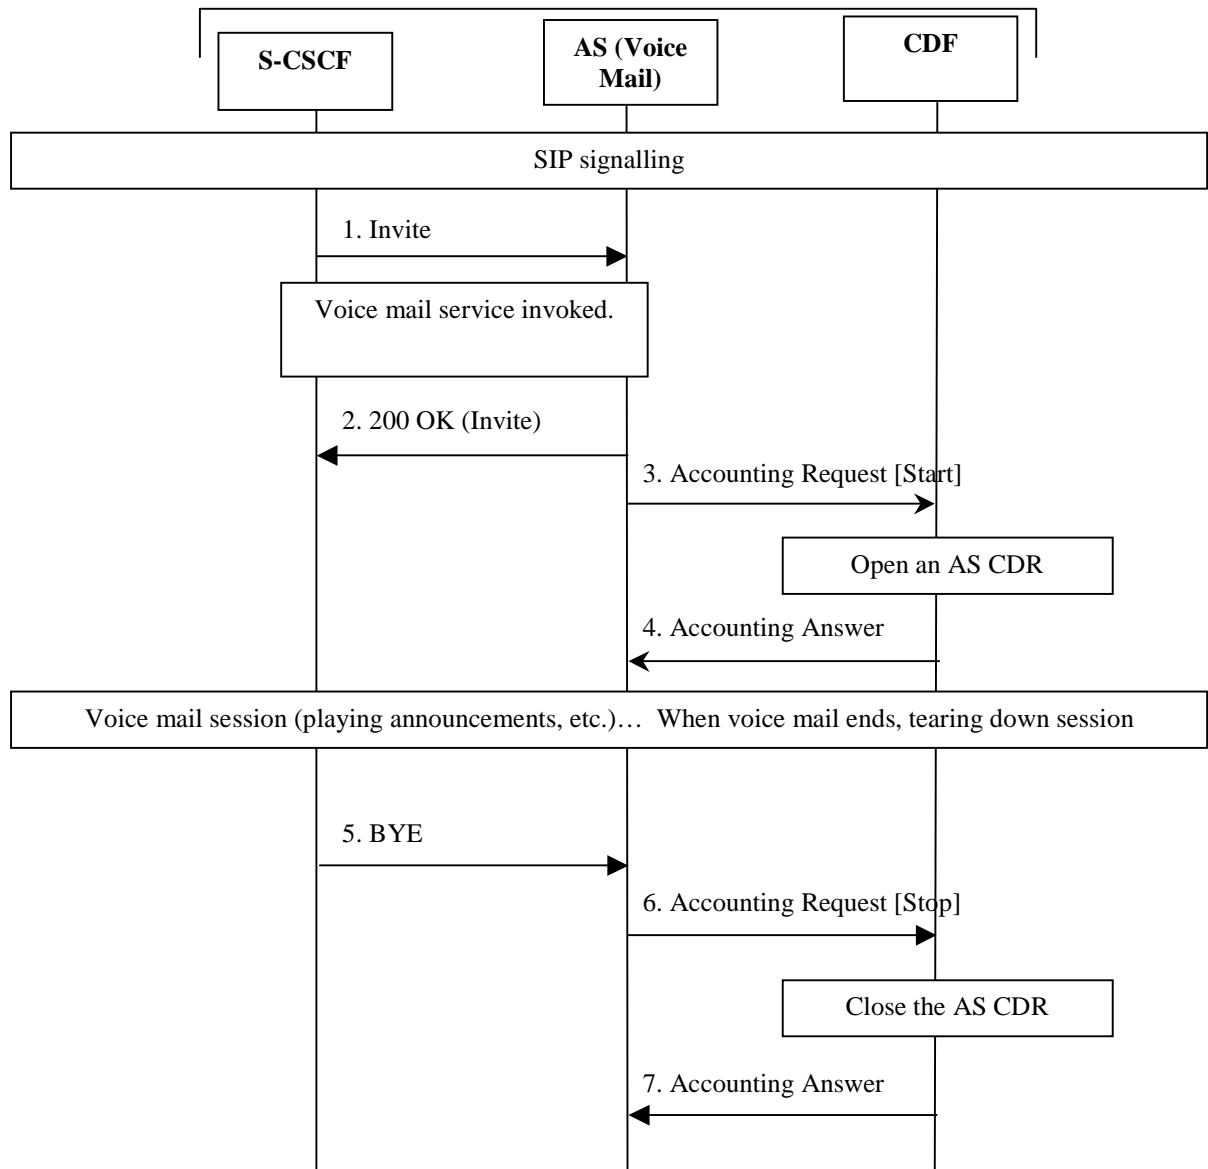 S-CSCF
AS (Voice
Mail)
CDF
SIP signalling
1. Invite
Voice mail service invoked.
2. 200 OK (Invite)
3. Accounting Request [Start]
Open an AS CDR
4. Accounting Answer
Voice mail session (playing announcements, etc.)… When voice mail ends, tearing down session
5. BYE
6. Accounting Request [Stop]
Close the AS CDR
7. Accounting Answer